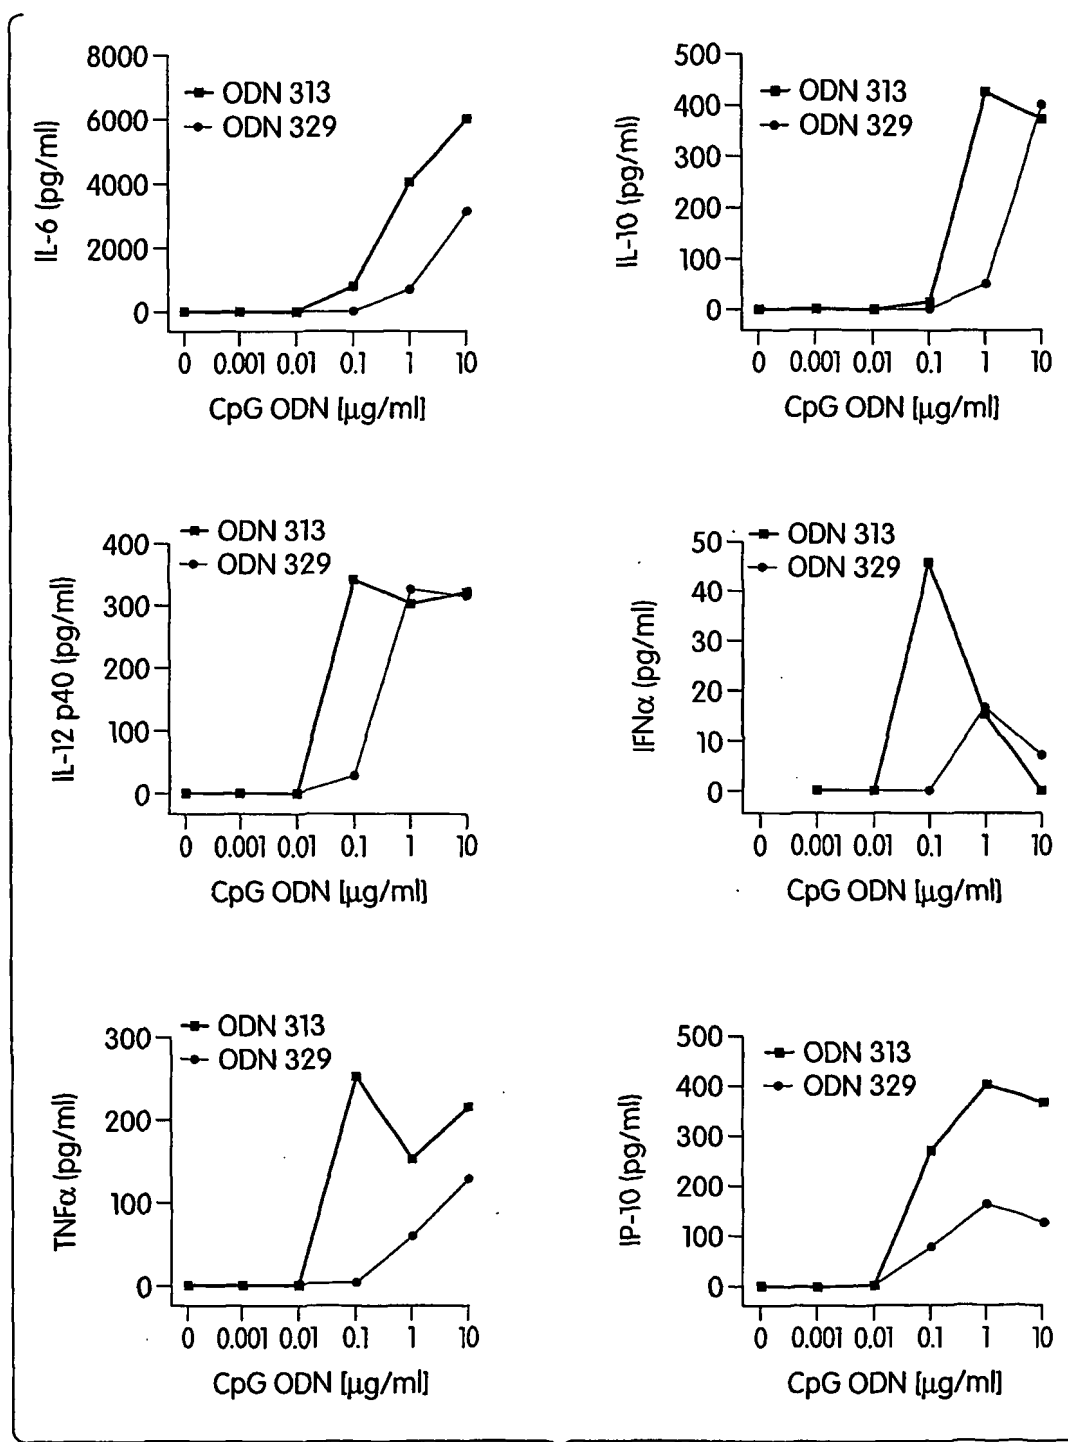 8000
6000
4000
2000
0
IL-6 (pg/ml)
ODN 313
ODN 329
0 0.001 0.01 0.1 1 10
CpG ODN [µg/ml]
500
400
300
200
100
0
IL-10 (pg/ml)
ODN 313
ODN 329
0 0.001 0.01 0.1 1 10
CpG ODN [µg/ml]
400
300
200
100
0
IL-12 p40 (pg/ml)
ODN 313
ODN 329
0 0.001 0.01 0.1 1 10
CpG ODN [µg/ml]
50
40
30
20
10
0
IFNα (pg/ml)
ODN 313
ODN 329
0 0.001 0.01 0.1 1 10
CpG ODN [µg/ml]
300
200
100
0
TNFα (pg/ml)
ODN 313
ODN 329
0 0.001 0.01 0.1 1 10
CpG ODN [µg/ml]
500
400
300
200
100
0
IP-10 (pg/ml)
ODN 313
ODN 329
0 0.001 0.01 0.1 1 10
CpG ODN [µg/ml]